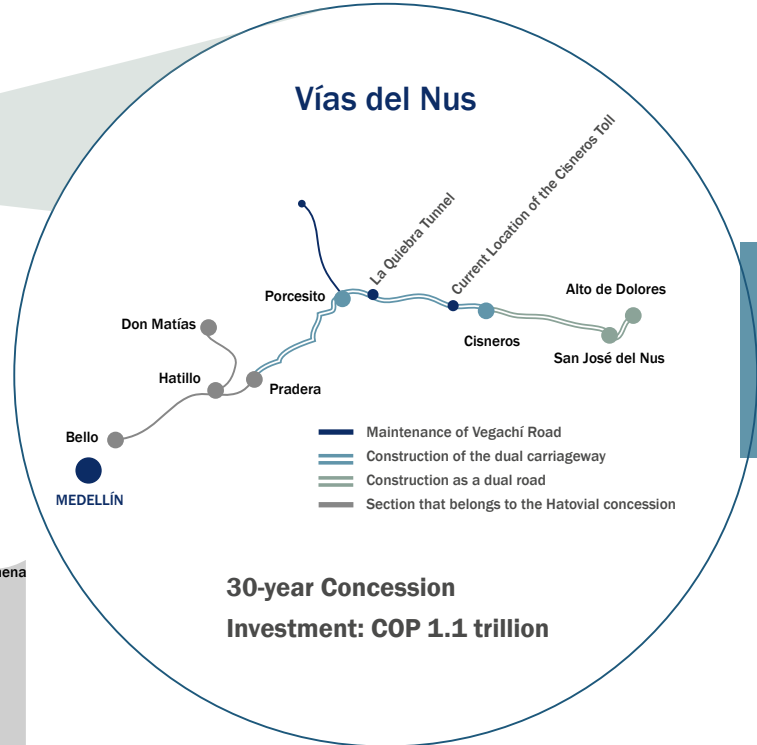 Vías del Nus
La Quiebra Tunnel
Current Location of the Cisneros Toll
Porcesito
Alto de Dolores
Don Matías
Cisneros
San José del Nus
Hatillo
Pradera
Bello
MEDELLÍN
Maintenance of Vegachí Road
Construction of the dual carriageway
Construction as a dual road
Section that belongs to the Hatovial concession
30-year Concession
Investment: COP 1.1 trillion